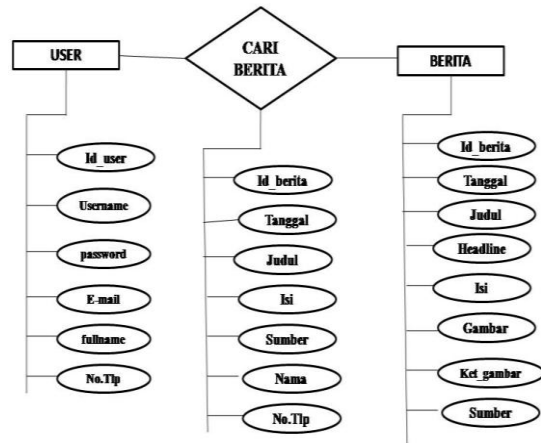 USER
CARI
BERITA
BERITA
Id_user
Username
password
E-mail
fullname
No.Tlp
Id_berita
Tanggal
Judul
Isi
Sumber
Nama
No.Tlp
Id_berita
Tanggal
Judul
Headline
Isi
Gambar
Ket_gambar
Sumber